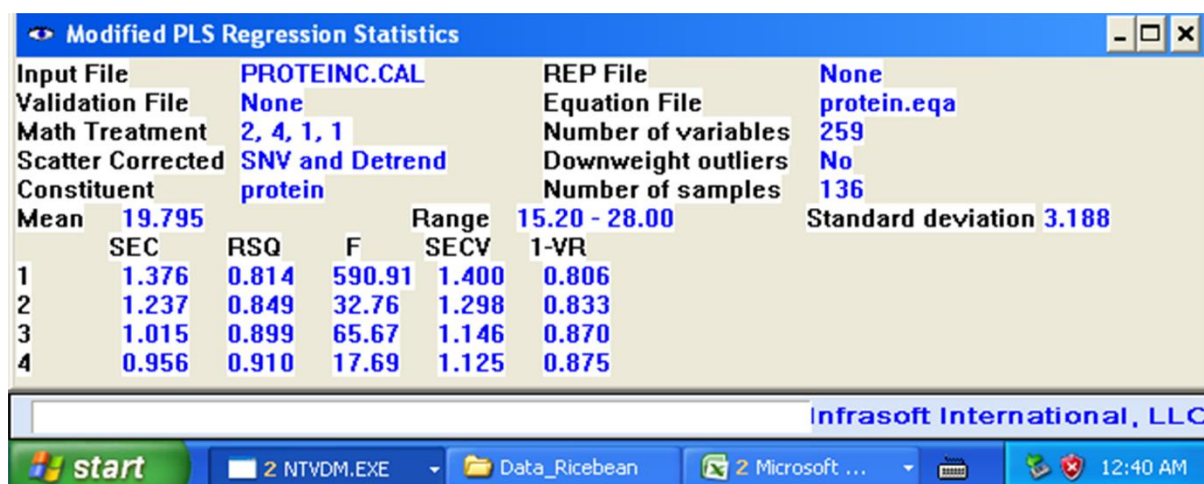 Modified PLS Regression Statistics
Input File PROTEINC.CAL REP File None
Validation File None Equation File protein.eqa
Math Treatment 2, 4, 1, 1 Number of variables 259
Scatter Corrected SNV and Detrend Downweight outliers No
Constituent protein Number of samples 136
Mean 19.795 Range 15.20 - 28.00 Standard deviation 3.188
SEC RSQ F SECV 1-VR
1 1.376 0.814 590.91 1.400 0.806
2 1.237 0.849 32.76 1.298 0.833
3 1.015 0.899 65.67 1.146 0.870
4 0.956 0.910 17.69 1.125 0.875
Infrasoft International, LLC
start 2 NTVDM.EXE Data_Ricebean 2 Microsoft ... 12:40 AM